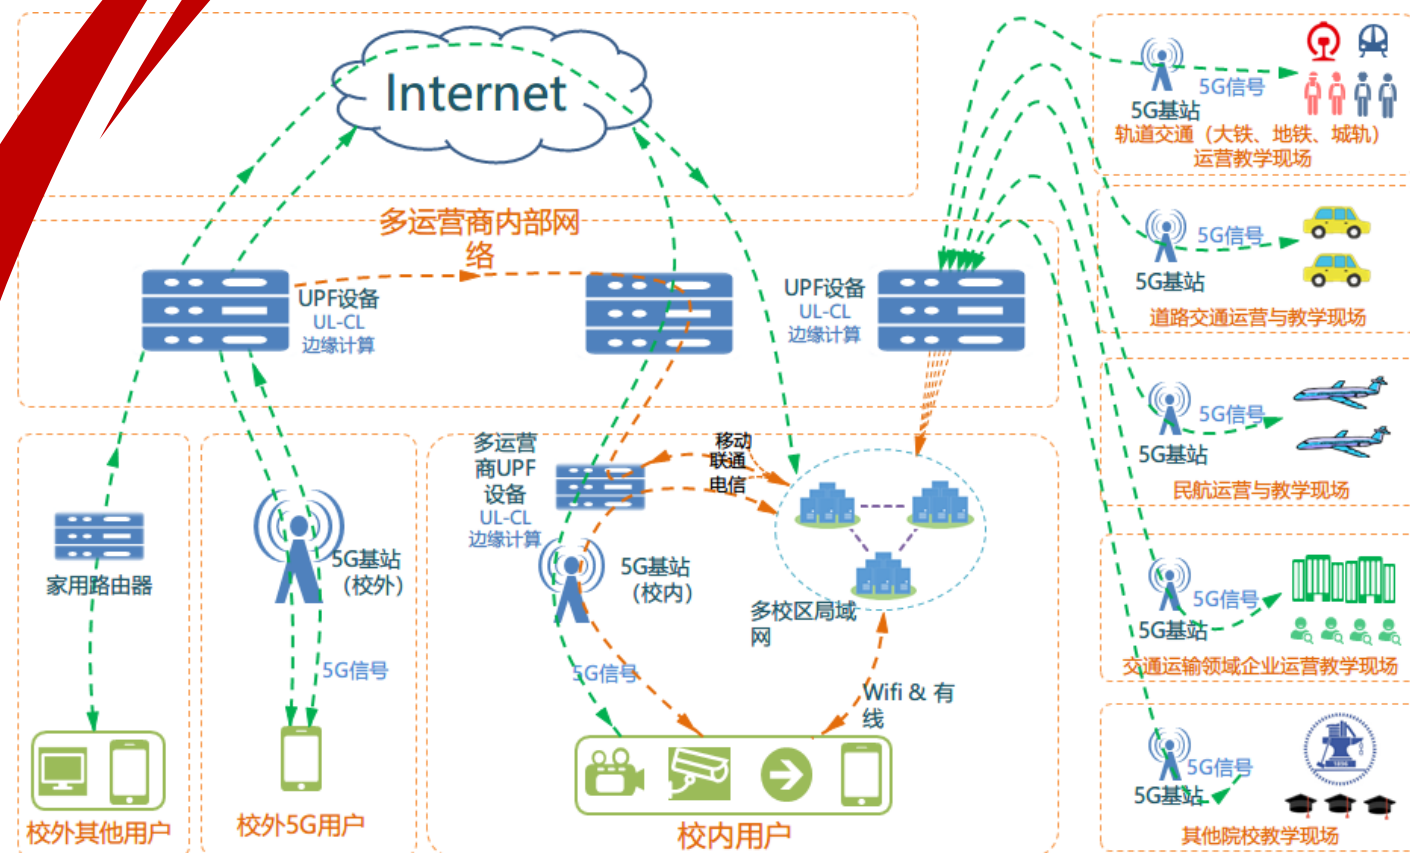 Internet
多运营商内部网
络
UPF设备
UL-CL
边缘计算
UPF设备
UL-CL
边缘计算
家用路由器
校外其他用户
5G基站
（校外）
5G信号
校外5G用户
多运营
商UPF
设备
UL-CL
边缘计算
移动
联通
电信
5G基站
（校内）
5G信号
多校区局域
网
Wifi & 有
线
校内用户
5G基站
5G信号
轨道交通（大铁、地铁、城轨）
运营教学现场
5G基站
5G信号
道路交通运营与教学现场
5G基站
5G信号
民航运营与教学现场
5G基站
5G信号
交通运输领域企业运营教学现场
5G基站
5G信号
1896
其他院校教学现场